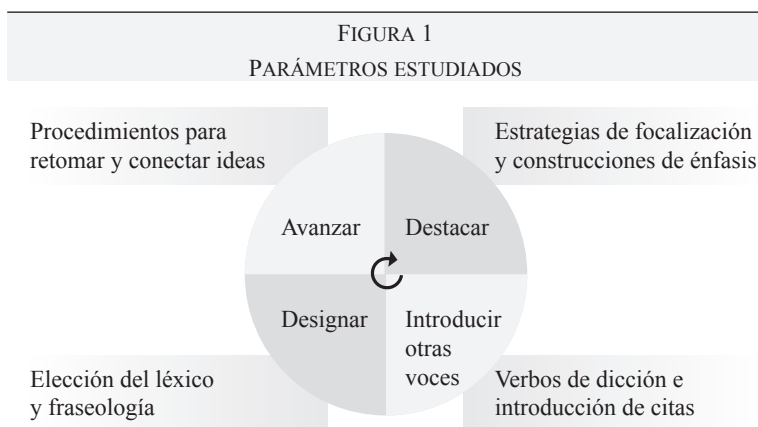 FIGURA 1
PARÁMETROS ESTUDIADOS
Procedimientos para
retomar y conectar ideas
Estrategias de focalización
y construcciones de énfasis
Avanzar
Destacar
Designar
Introducir
otras
voces
Elección del léxico
y fraseología
Verbos de dicción e
introducción de citas